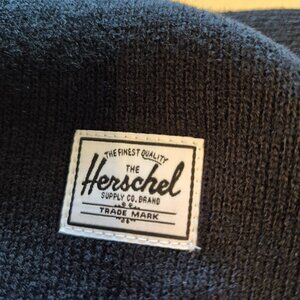 THE FINEST QUALITY
THE
Herschel
SUPPLY CO. BRAND
TRADE MARK